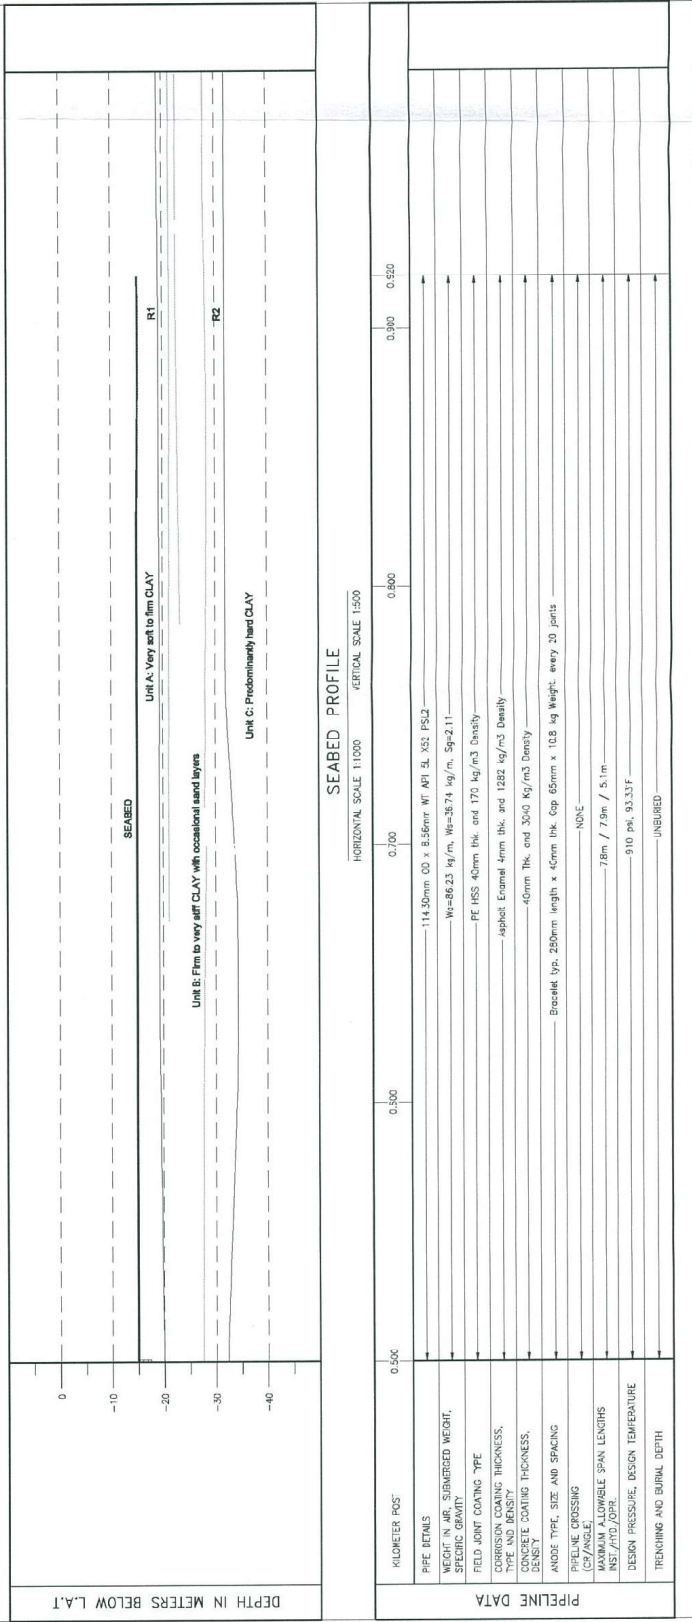 DEPTH IN METERS BELOW L.A.T
0
-10
-20
-30
-40
SEABED
Unit A: Very soft to firm CLAY
R1
Unit B: Firm to very stiff CLAY with occasional sand layers
R2
Unit C: Predominantly hard CLAY
SEABED PROFILE
HORIZONTAL SCALE 1:1000 VERTICAL SCALE 1:500
PIPELINE DATA
KILOMETER POST 0.500 0.500 0.700 0.800 0.900 0.920
PIPE DETAILS
114.30mm OD x 8.56mm WT API 5L X52 PSL2
WEIGHT IN AIR, SUBMERGED WEIGHT,
SPECIFIC GRAVITY
Wa=86.23 kg/m, Ws=36.74 kg/m, Sg=2.11
FIELD JOINT COATING TYPE
PE HSS 40mm thk. and 170 kg/m3 Density
CORROSION COATING THICKNESS,
TYPE AND DENSITY
Asphalt Enamel 4mm thk. and 1282 kg/m3 Density
CONCRETE COATING THICKNESS,
DENSITY
40mm Thk. and 3040 Kg/m3 Density
ANODE TYPE, SIZE AND SPACING
Bracelet typ. 280mm length x 40mm thk. Gap 65mm x 10.8 kg Weight. every 20 joints
PIPELINE CROSSING
(CR/ANGLE)
NONE
MAXIMUM ALLOWABLE SPAN LENGTHS
INST./HYD./OPR.
7.8m / 7.9m / 5.1m
DESIGN PRESSURE, DESIGN TEMPERATURE
910 psi, 93.33°F
TRENCHING AND BURIAL DEPTH
UNBURIED